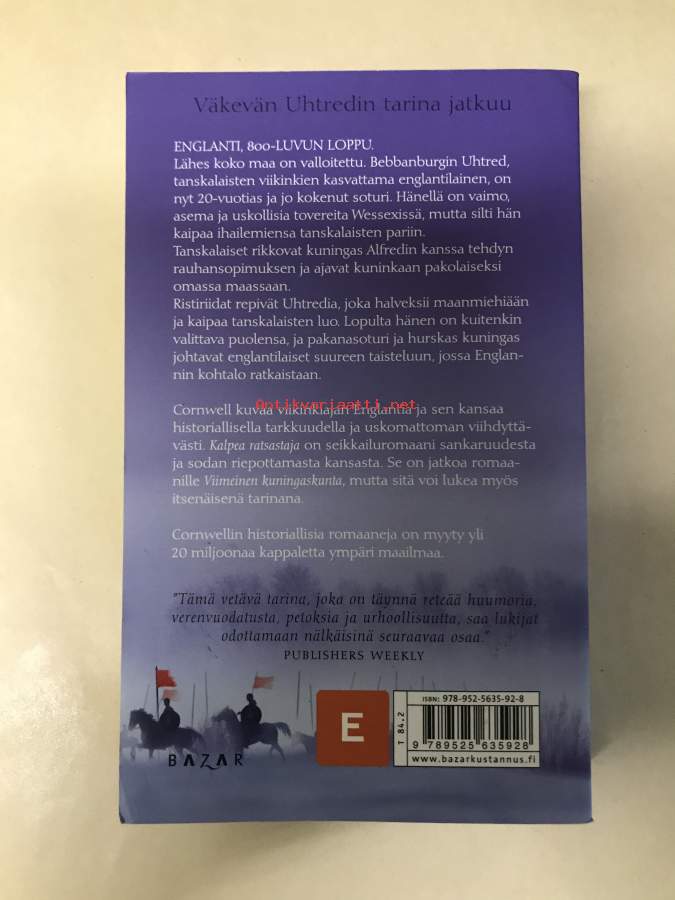 Väkevän Uhtredin tarina jatkuu
ENGLANTI, 800-LUVUN LOPPU.
Lähes koko maa on valloitettu. Bebbanburgin Uhtred,
tanskalaisten viikinkien kasvattama englantilainen, on
nyt 20-vuotias ja jo kokenut soturi. Hänellä on vaimo,
asema ja uskollisia tovereita Wessexissä, mutta silti hän
kaipaa ihailemiensa tanskalaisten pariin.
Tanskalaiset rikkovat kuningas Alfredin kanssa tehdyn
rauhansopimuksen ja ajavat kuninkaan pakolaiseksi
omassa maassaan.
Ristiriidat repivät Uhtredia, joka halveksii maanmiehiään
ja kaipaa tanskalaisten luo. Lopulta hänen on kuitenkin
valittava puolensa, ja pakanasoturi ja hurskas kuningas
johtavat englantilaiset suureen taisteluun, jossa Englan-
nin kohtalo ratkaistaan.
Antikvariaatti.net
Cornwell kuvaa viikinkiajan Englantia ja sen kansaa
historiallisella tarkkuudella ja uskomattoman viihdyttä-
västi. Kalpea ratsastaja on seikkailuromaani sankaruudesta
ja sodan riepottamasta kansasta. Se on jatkoa romaa-
nille Viimeinen kuningaskunta, mutta sitä voi lukea myös
itsenäisenä tarinana.
Cornwellin historiallisia romaaneja on myyty yli
20 miljoonaa kappaletta ympäri maailmaa.
"Tämä vetävä tarina, joka on täynnä reteää huumoria,
verenvuodatusta, petoksia ja urhoollisuutta, saa lukijat
odottamaan nälkäisinä seuraavaa osaa."
PUBLISHERS WEEKLY
BAZAR
E
T 84.2
ISBN: 978-952-5635-92-8
9 789525 635928
www.bazarkustannus.fi